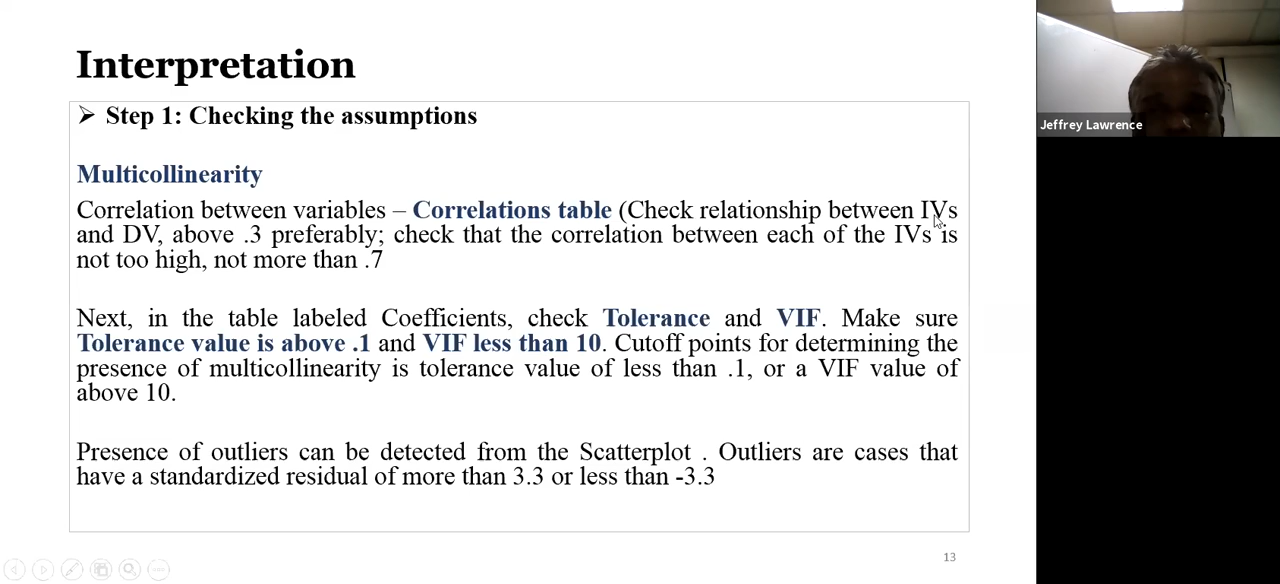 Interpretation
➢ Step 1: Checking the assumptions
Multicollinearity
Correlation between variables – Correlations table (Check relationship between IVs
and DV, above .3 preferably; check that the correlation between each of the IVs is
not too high, not more than .7
Next, in the table labeled Coefficients, check Tolerance and VIF. Make sure
Tolerance value is above .1 and VIF less than 10. Cutoff points for determining the
presence of multicollinearity is tolerance value of less than .1, or a VIF value of
above 10.
Presence of outliers can be detected from the Scatterplot . Outliers are cases that
have a standardized residual of more than 3.3 or less than -3.3
13
Jeffrey Lawrence